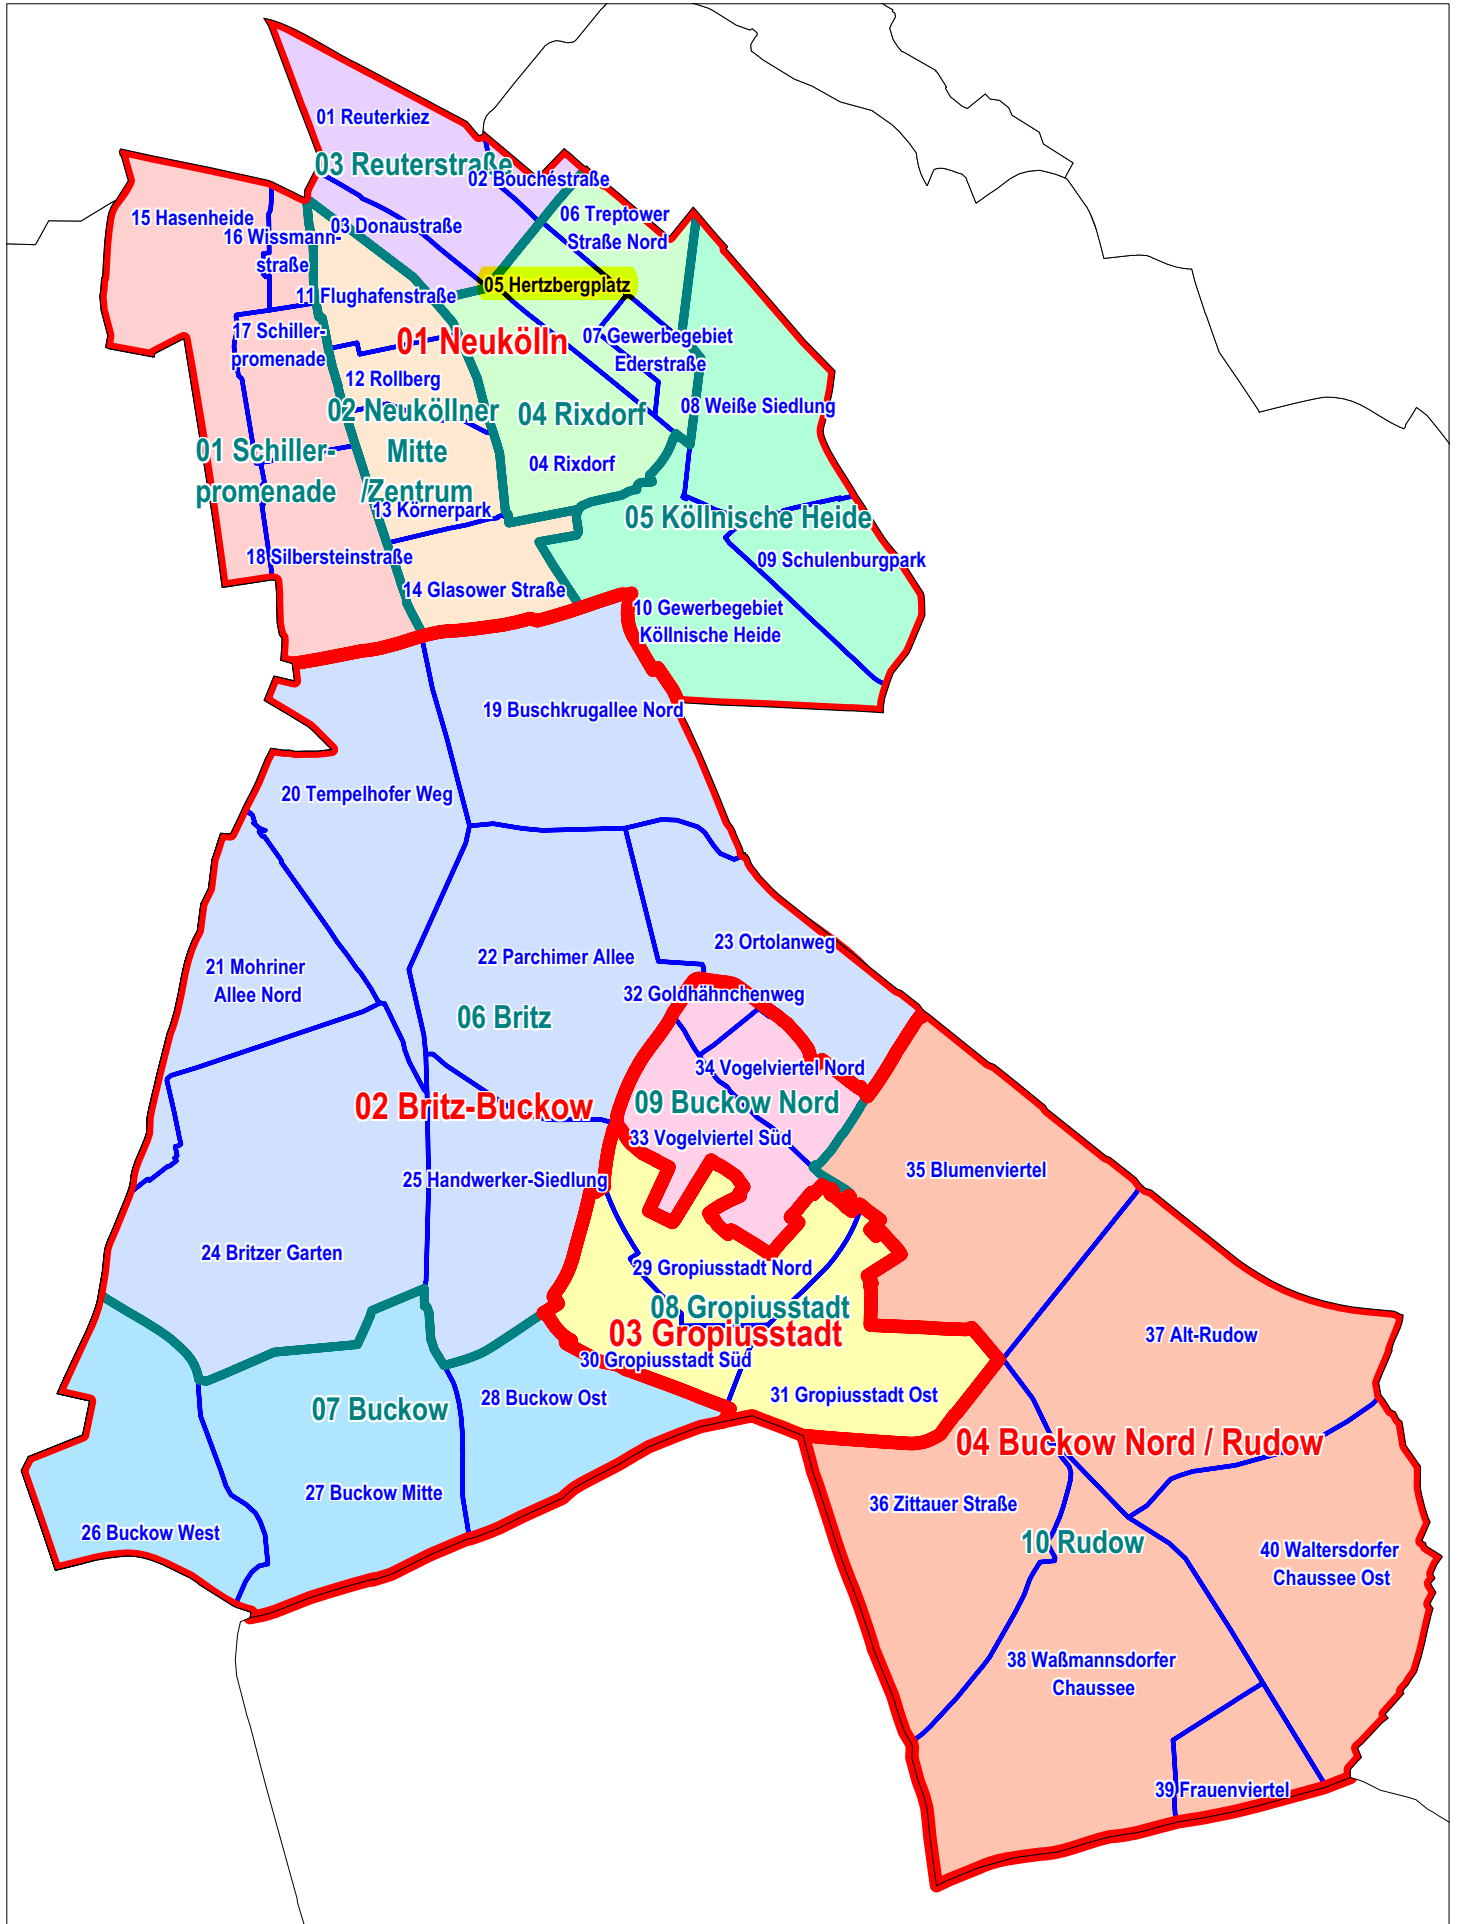 01 Reuterkiez
03 Reuterstraße
02 Bouchéstraße
15 Hasenheide
16 Wissmann-
straße
03 Donaustraße
06 Treptower
Straße Nord
05 Hertzbergplatz
11 Flughafenstraße
17 Schiller-
promenade
01 Neukölln
07 Gewerbegebiet
Ederstraße
12 Rollberg
08 Weiße Siedlung
02 Neuköllner
Mitte
/Zentrum
04 Rixdorf
01 Schiller-
promenade
04 Rixdorf
13 Körnerpark
05 Köllnische Heide
18 Silbersteinstraße
09 Schulenburgpark
14 Glasower Straße
10 Gewerbegebiet
Köllnische Heide
19 Buschkrugallee Nord
20 Tempelhofer Weg
21 Mohriner
Allee Nord
22 Parchimer Allee
23 Ortolanweg
32 Goldhähnchenweg
06 Britz
34 Vogelviertel Nord
02 Britz-Buckow
09 Buckow Nord
33 Vogelviertel Süd
25 Handwerker-Siedlung
35 Blumenviertel
24 Britzer Garten
29 Gropiusstadt Nord
08 Gropiusstadt
03 Gropiusstadt
37 Alt-Rudow
30 Gropiusstadt Süd
28 Buckow Ost
31 Gropiusstadt Ost
07 Buckow
04 Buckow Nord / Rudow
27 Buckow Mitte
36 Zittauer Straße
26 Buckow West
10 Rudow
40 Waltersdorfer
Chaussee Ost
38 Waßmannsdorfer
Chaussee
39 Frauenviertel